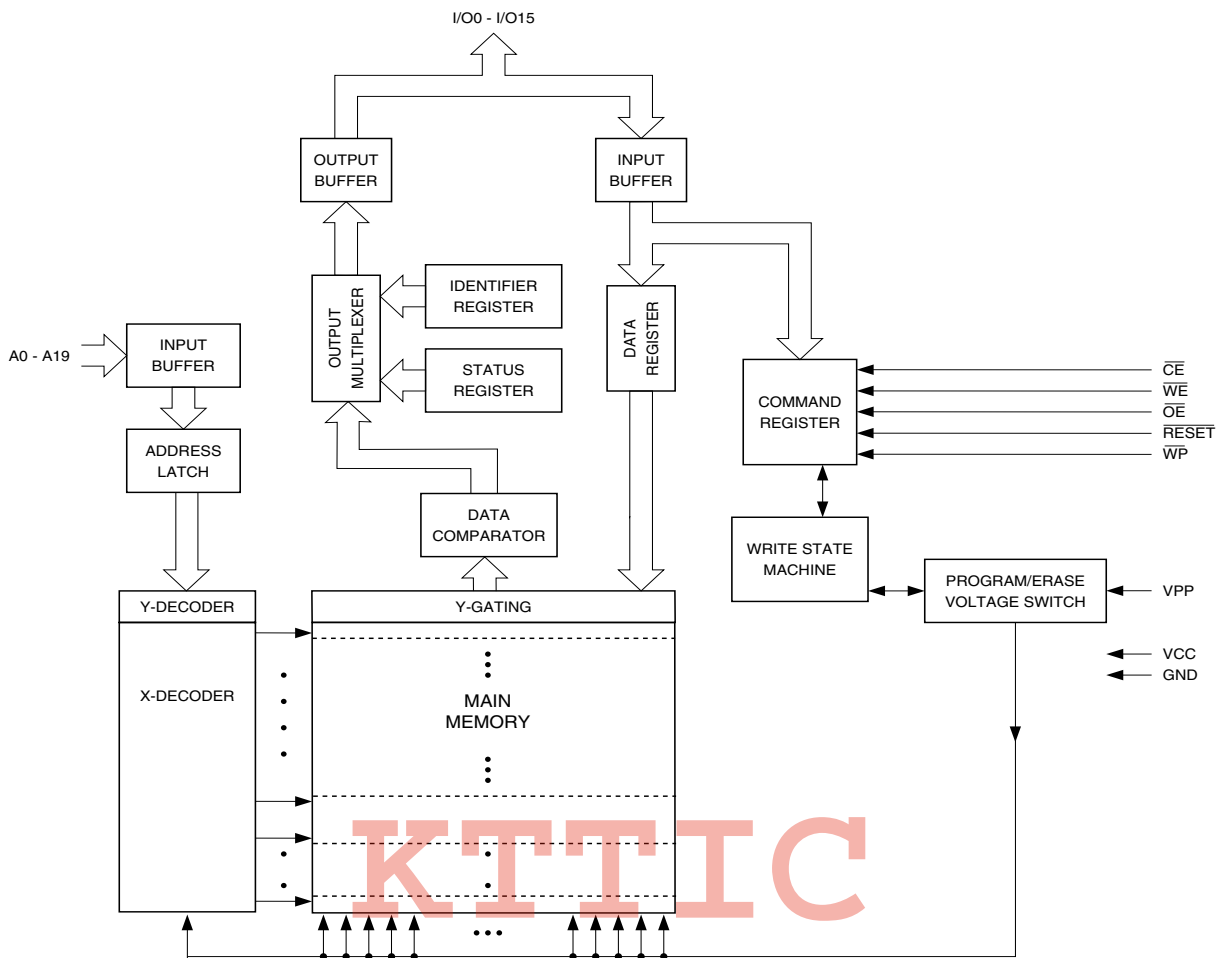 I/O0 - I/O15
OUTPUT
BUFFER
INPUT
BUFFER
OUTPUT
MULTIPLEXER
IDENTIFIER
REGISTER
STATUS
REGISTER
DATA
REGISTER
A0 - A19
INPUT
BUFFER
ADDRESS
LATCH
COMMAND
REGISTER
CE
WE
OE
RESET
WP
DATA
COMPARATOR
WRITE STATE
MACHINE
PROGRAM/ERASE
VOLTAGE SWITCH
VPP
VCC
GND
Y-DECODER
Y-GATING
X-DECODER
MAIN
MEMORY
KTTIC